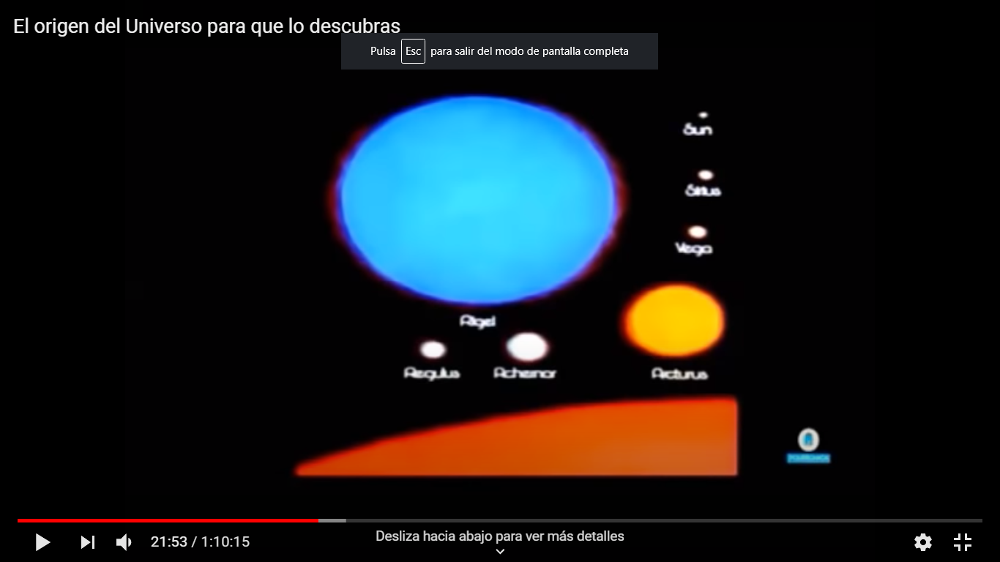 El origen del Universo para que lo descubras
Pulsa Esc para salir del modo de pantalla completa
Sun
Sirius
Vega
Rigel
Regulus Achernar
Arcturus
21:53 / 1:10:15
Desliza hacia abajo para ver más detalles